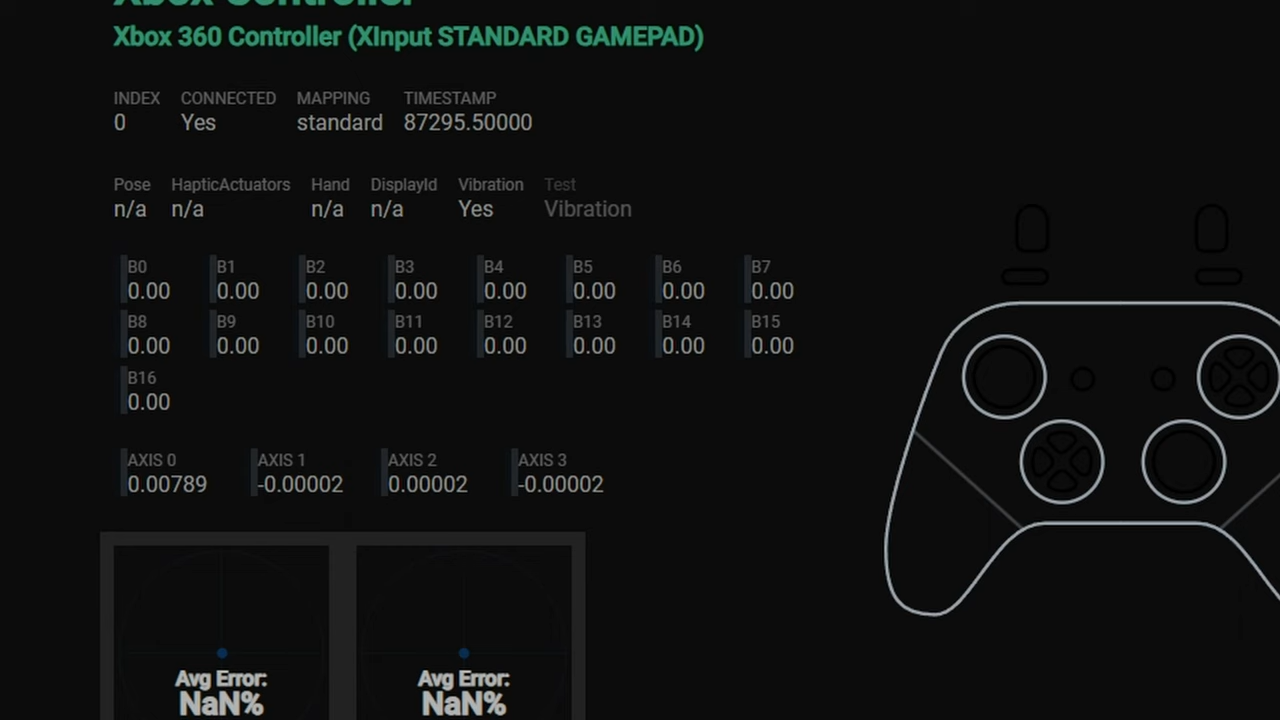 Xbox Controller
Xbox 360 Controller (XInput STANDARD GAMEPAD)
INDEX CONNECTED MAPPING TIMESTAMP
0 Yes standard 87295.50000
Pose HapticActuators Hand DisplayId Vibration Test
n/a n/a n/a n/a Yes Vibration
B0 B1 B2 B3 B4 B5 B6 B7
0.00 0.00 0.00 0.00 0.00 0.00 0.00 0.00
B8 B9 B10 B11 B12 B13 B14 B15
0.00 0.00 0.00 0.00 0.00 0.00 0.00 0.00
B16
0.00
AXIS 0 AXIS 1 AXIS 2 AXIS 3
0.00789 -0.00002 0.00002 -0.00002
Avg Error: Avg Error:
NaN% NaN%